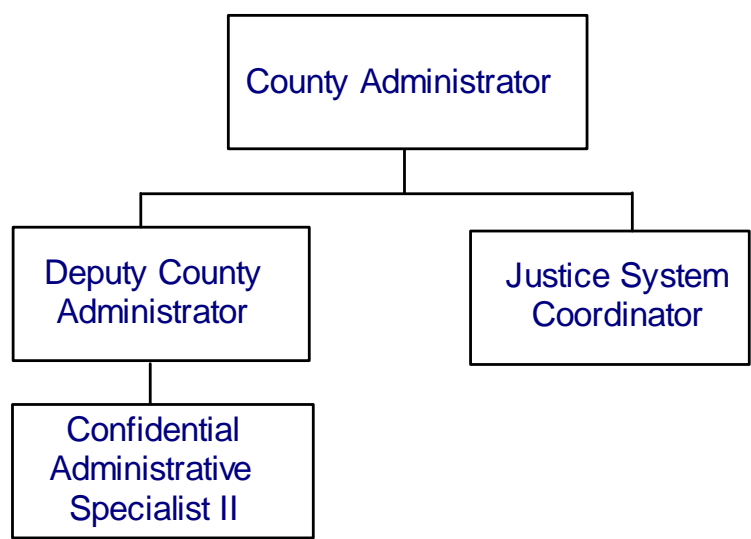 County Administrator
Deputy County
Administrator
Justice System
Coordinator
Confidential
Administrative
Specialist II